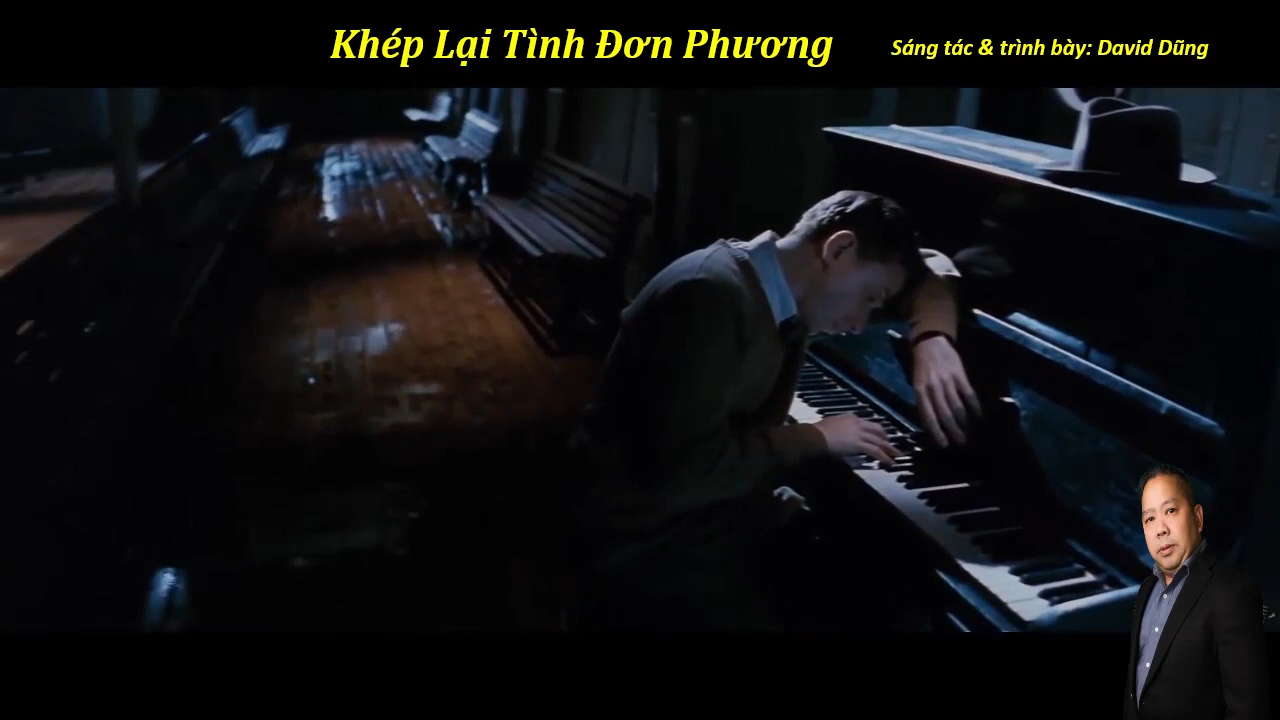 Khép Lại Tình Đơn Phương
Sáng tác & trình bày: David Dũng